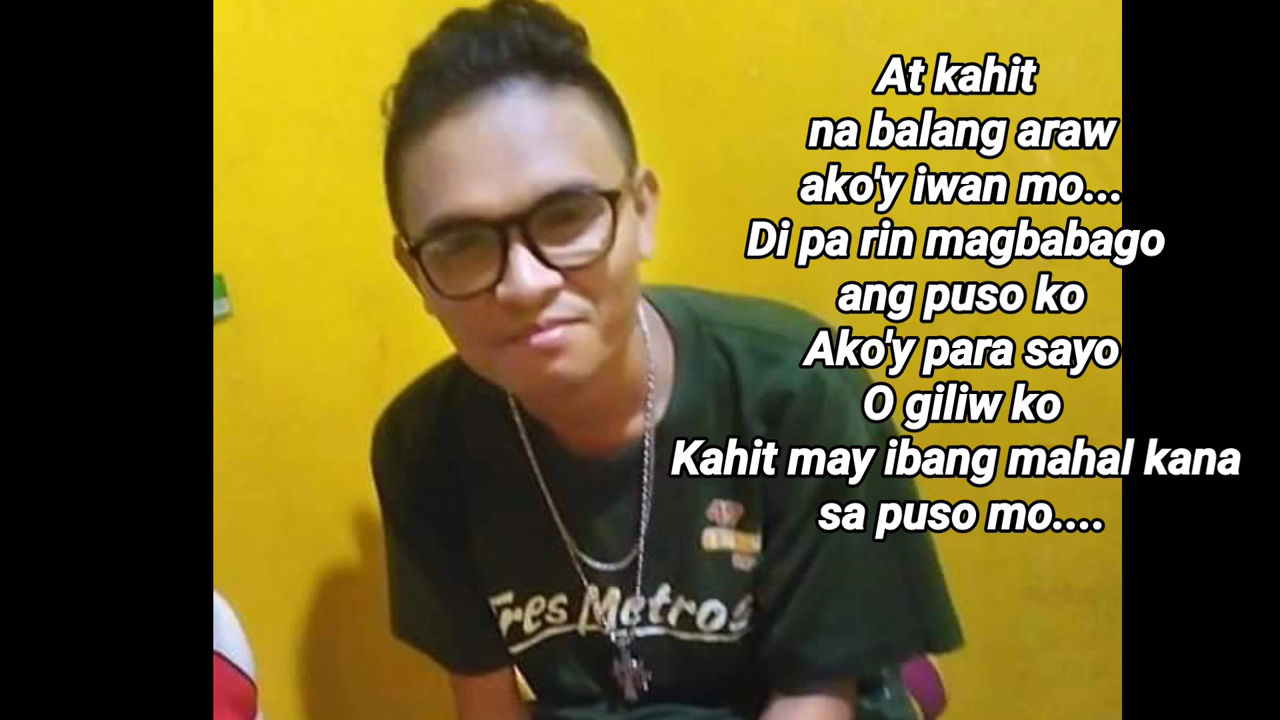 At kahit
na balang araw
ako'y iwan mo...
Di pa rin magbabago
ang puso ko
Ako'y para sayo
O giliw ko
Kahit may ibang mahal kana
sa puso mo....
Tres Metros